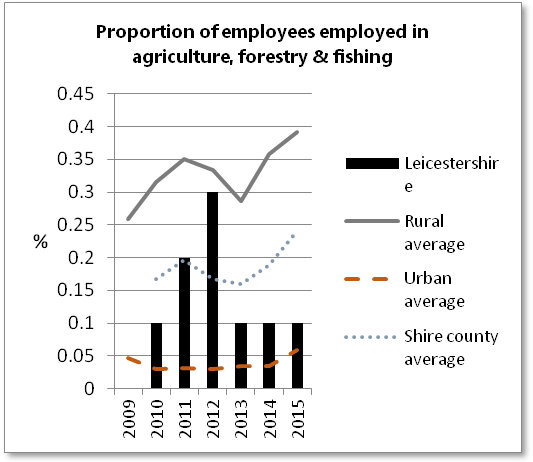 Proportion of employees employed in
agriculture, forestry & fishing
0.45
0.4
0.35
0.3
0.25
0.2
0.15
0.1
0.05
0
%
2009
2010
2011
2012
2013
2014
2015
Leicestershir
e
Rural
average
Urban
average
Shire county
average